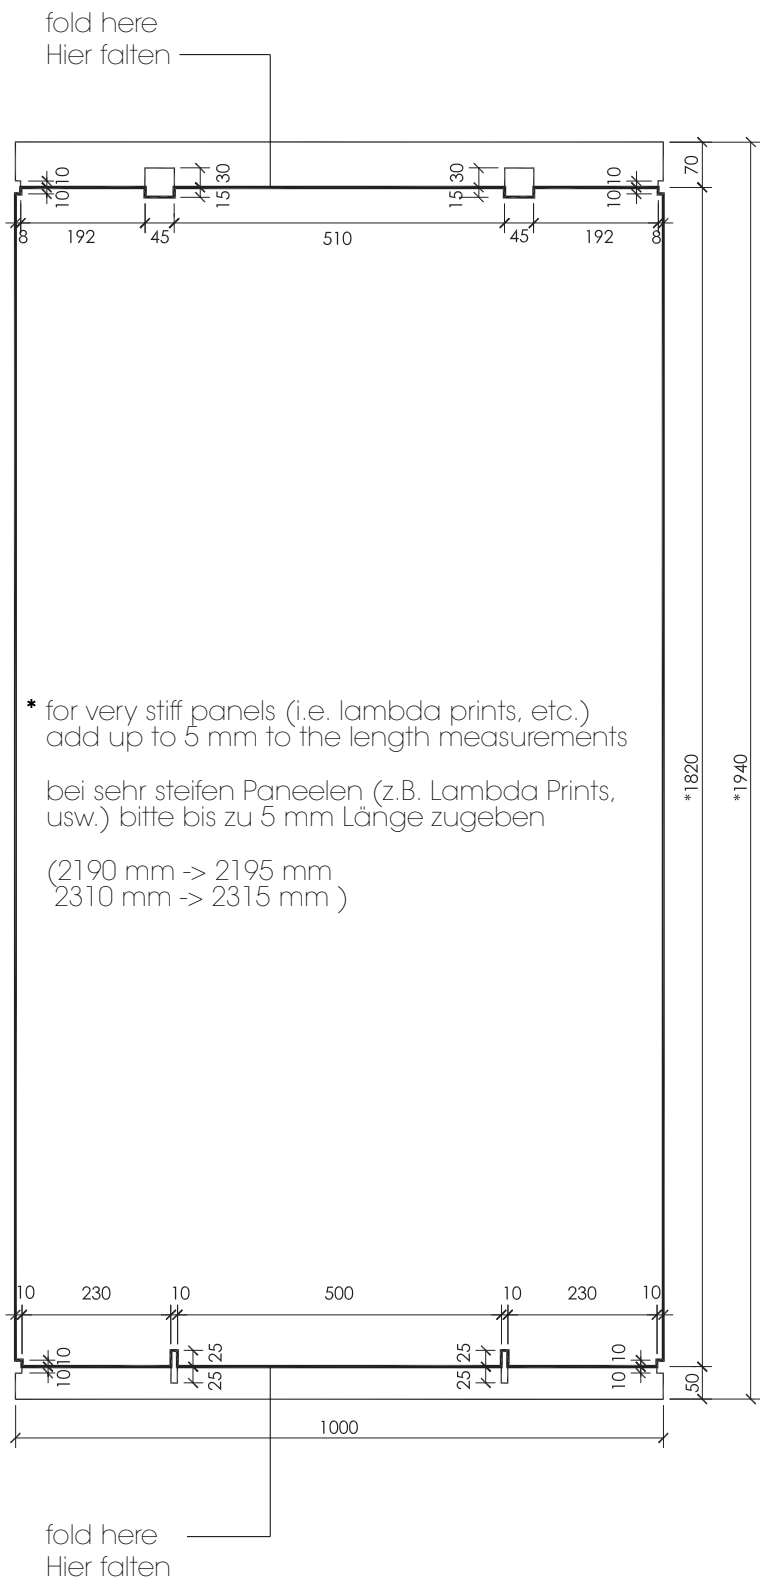 fold here
Hier falten
10 10
15 30
15 30
10 10
70
8 192 45 510 45 192 8
* for very stiff panels (i.e. lambda prints, etc.)
add up to 5 mm to the length measurements
bei sehr steifen Paneelen (z.B. Lambda Prints,
usw.) bitte bis zu 5 mm Länge zugeben
(2190 mm -> 2195 mm
2310 mm -> 2315 mm )
*1820
*1940
10 230 10 500 10 230 10
10 10
25 25
25 25
10 10
50
1000
fold here
Hier falten